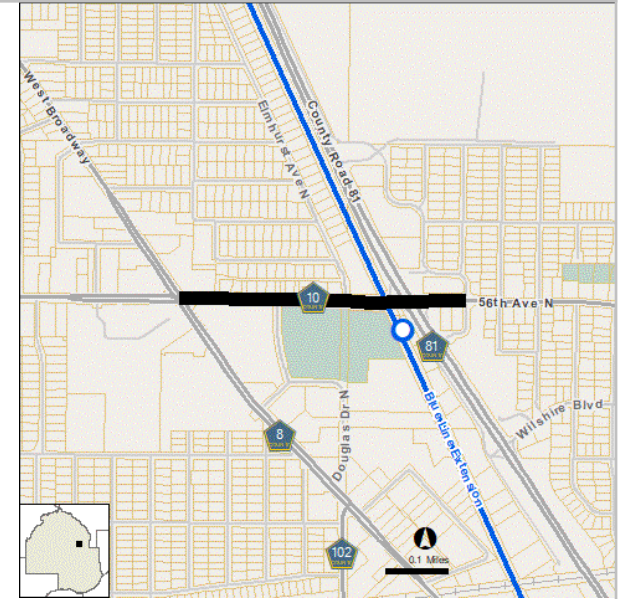 West Broadway
Elmhurst Ave N
County Road 81
10
56th Ave N
81
8
Douglas Dr N
Blue Line Extension
Wilshire Blvd
102
0.1 Miles